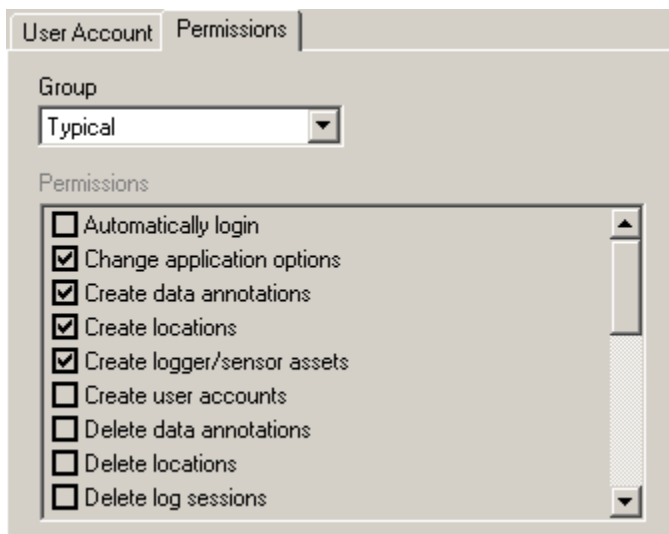 User Account Permissions
Group
Typical
Permissions
Automatically login
Change application options
Create data annotations
Create locations
Create logger/sensor assets
Create user accounts
Delete data annotations
Delete locations
Delete log sessions